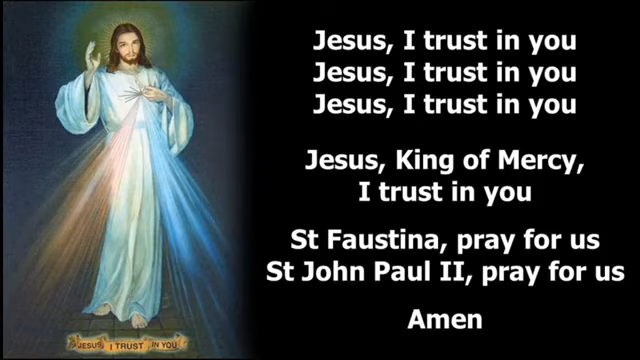 Jesus, I trust in you
Jesus, I trust in you
Jesus, I trust in you
Jesus, King of Mercy,
I trust in you
St Faustina, pray for us
St John Paul II, pray for us
Amen
JESUS I TRUST IN YOU